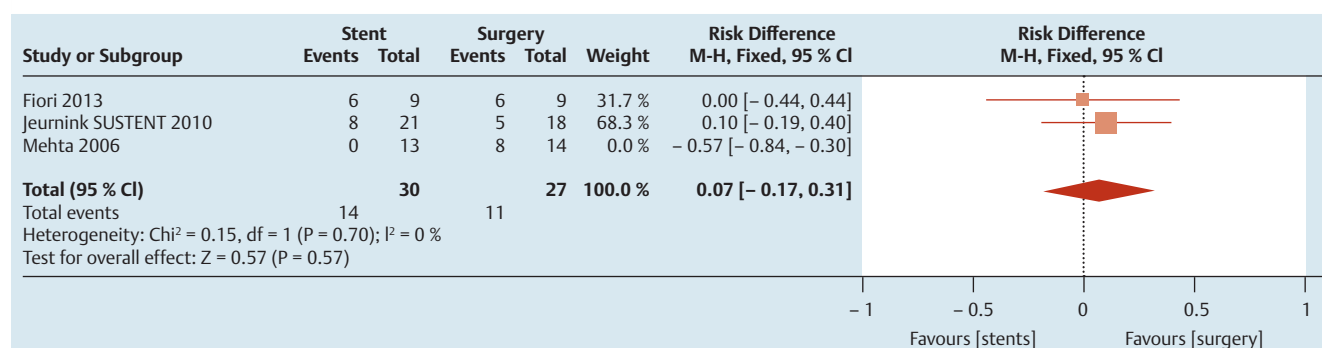 Stent Surgery Risk Difference Risk Difference
Study or Subgroup Events Total Events Total Weight M-H, Fixed, 95 % Cl M-H, Fixed, 95 % Cl
Fiori 2013 6 9 6 9 31.7 % 0.00 [– 0.44, 0.44]
Jeurnink SUSTENT 2010 8 21 5 18 68.3 % 0.10 [– 0.19, 0.40]
Mehta 2006 0 13 8 14 0.0 % – 0.57 [– 0.84, – 0.30]
Total (95 % Cl) 30 27 100.0 % 0.07 [– 0.17, 0.31]
Total events 14 11
Heterogeneity: Chi² = 0.15, df = 1 (P = 0.70); I² = 0 %
Test for overall effect: Z = 0.57 (P = 0.57)
– 1 – 0.5 0 0.5 1
Favours [stents] Favours [surgery]